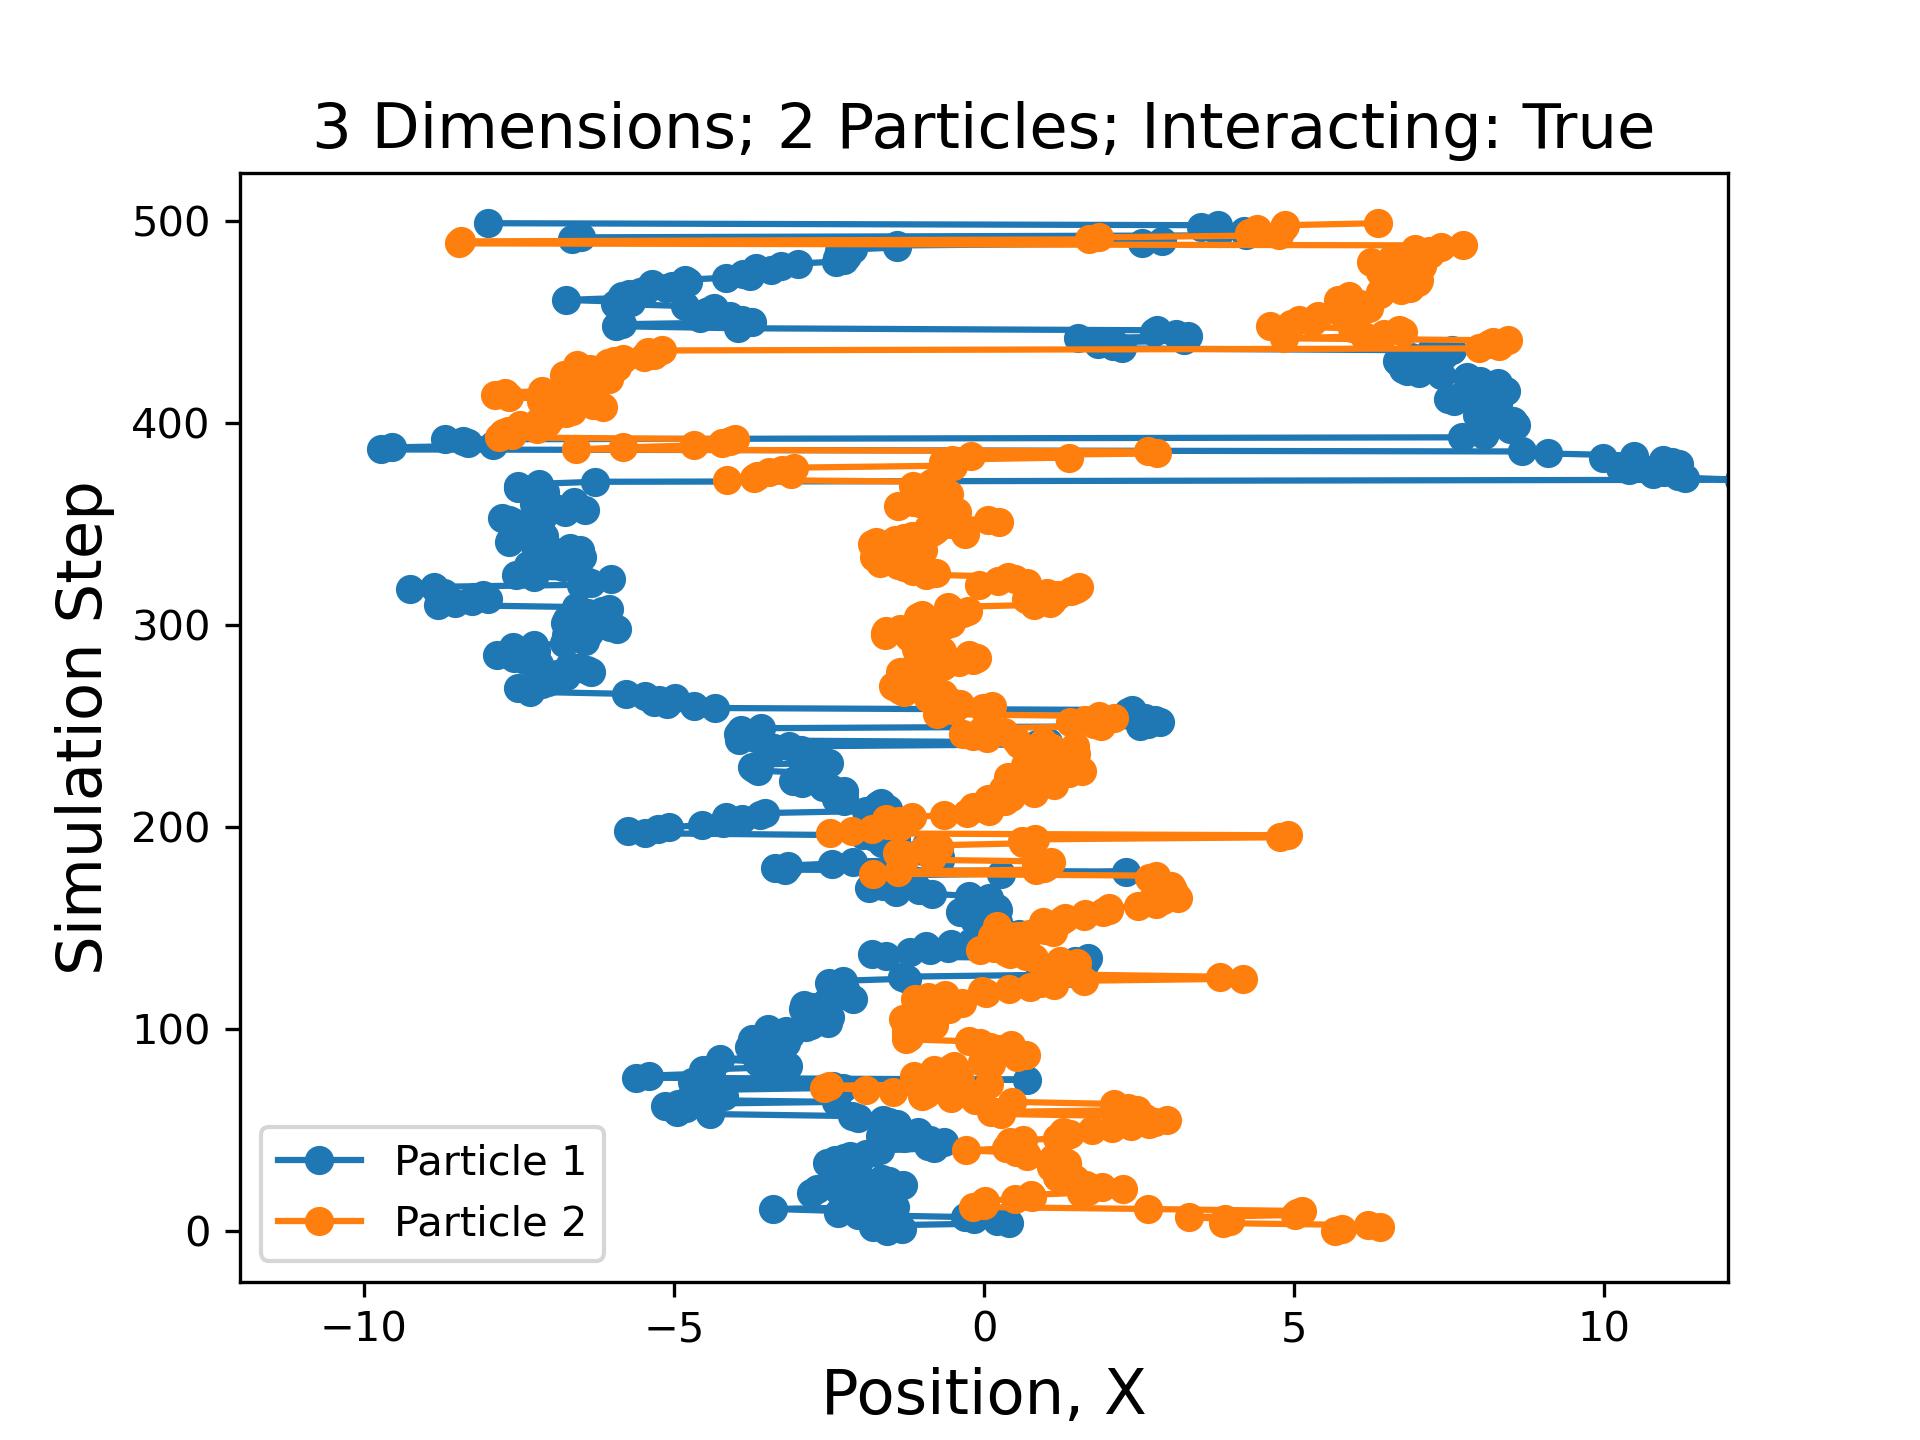 3 Dimensions; 2 Particles; Interacting: True
500
400
300
200
100
0
Simulation Step
Particle 1
Particle 2
−10
−5
0
5
10
Position, X